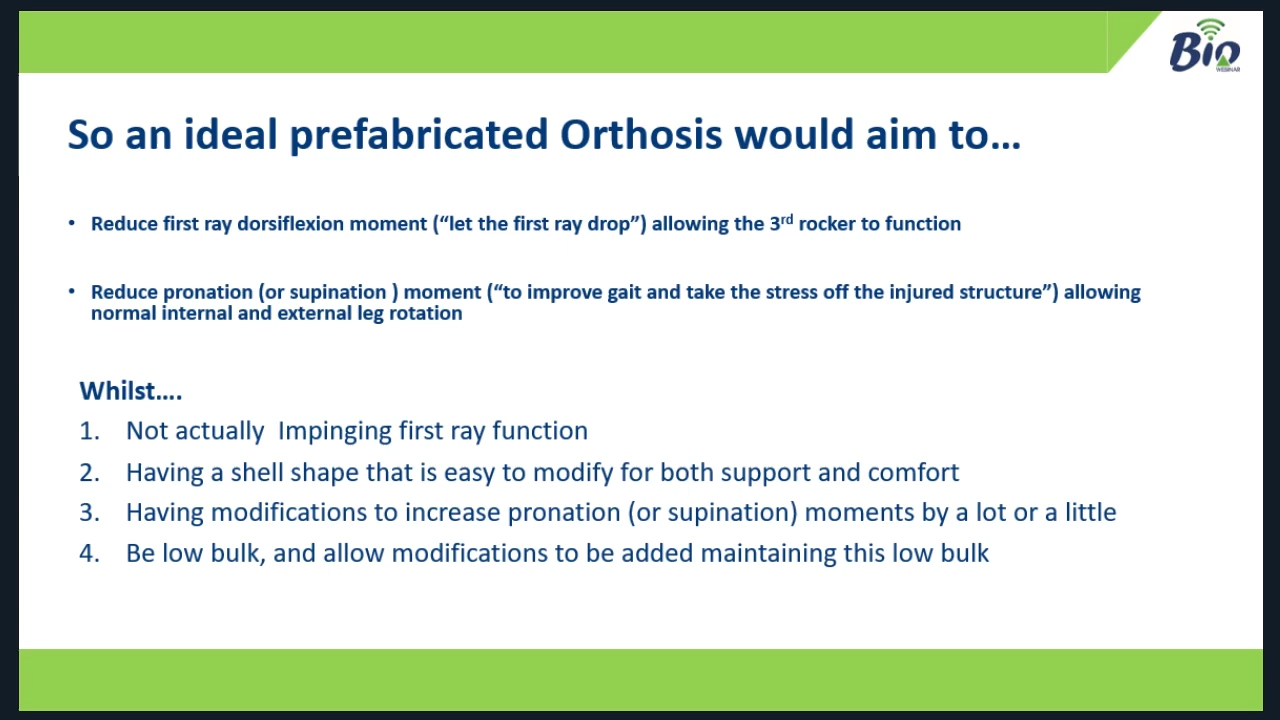 Bio
WEBINAR
So an ideal prefabricated Orthosis would aim to...
• Reduce first ray dorsiflexion moment (“let the first ray drop”) allowing the 3rd rocker to function
• Reduce pronation (or supination ) moment (“to improve gait and take the stress off the injured structure”) allowing
normal internal and external leg rotation
Whilst....
1. Not actually  Impinging first ray function
2. Having a shell shape that is easy to modify for both support and comfort
3. Having modifications to increase pronation (or supination) moments by a lot or a little
4. Be low bulk, and allow modifications to be added maintaining this low bulk